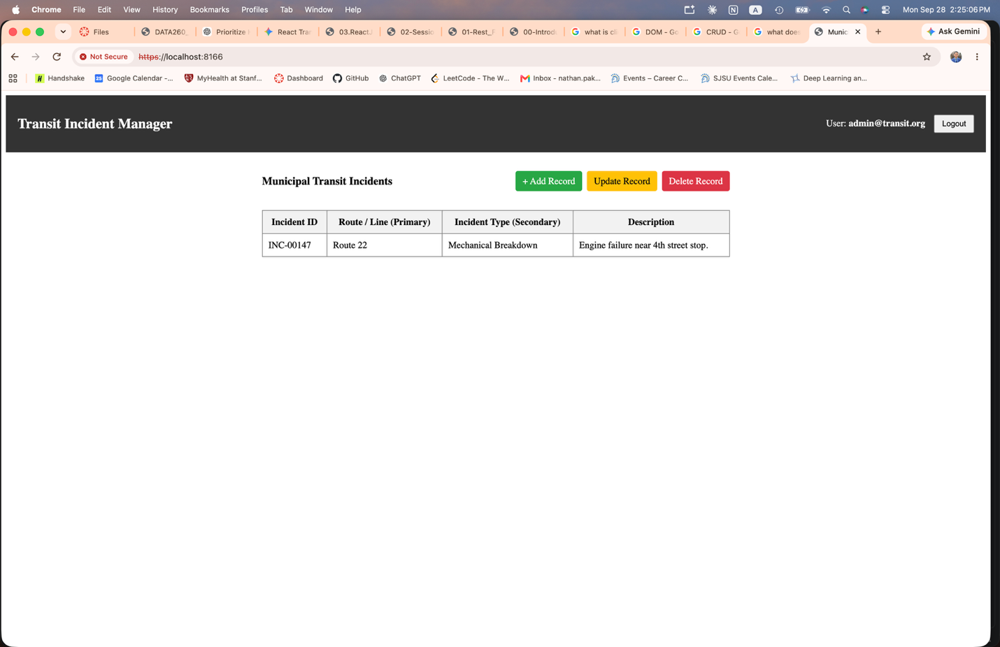 Chrome File Edit View History Bookmarks Profiles Tab Window Help A Mon Sep 28 2:25:06 PM
Files DATA260_ Prioritize React Tran 03.React. 02-Sessio 01-Rest_F 00-Introdu what is cli DOM - Go CRUD - G what does Munic Ask Gemini
Not Secure https://localhost:8166
Handshake Google Calendar -... MyHealth at Stanf... Dashboard GitHub ChatGPT LeetCode - The W... Inbox - nathan.pak... Events – Career C... SJSU Events Cale... Deep Learning an...
Transit Incident Manager User: admin@transit.org Logout
Municipal Transit Incidents + Add Record Update Record Delete Record
Incident ID Route / Line (Primary) Incident Type (Secondary) Description
INC-00147 Route 22 Mechanical Breakdown Engine failure near 4th street stop.